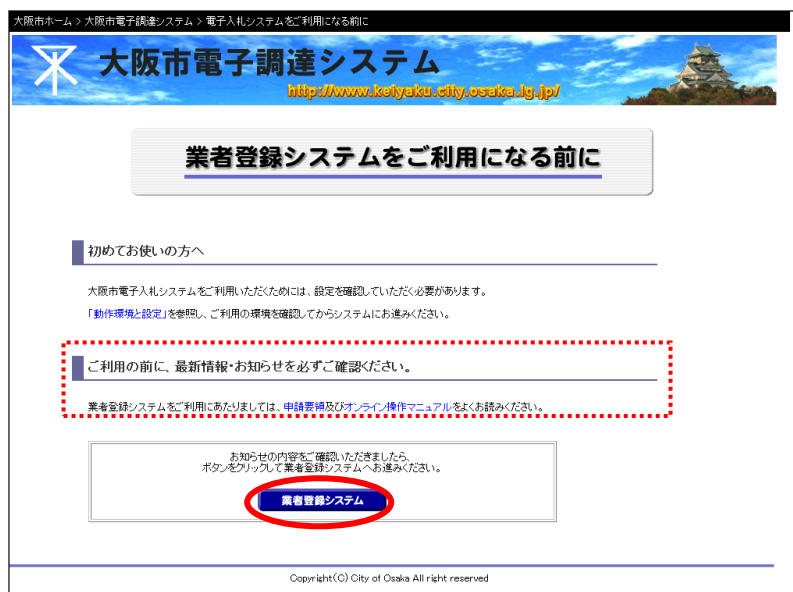 大阪市ホーム > 大阪市電子調達システム > 電子入札システムをご利用になる前に
大阪市電子調達システム
http://www.keiyaku.city.osaka.lg.jp/
業者登録システムをご利用になる前に
初めてお使いの方へ
大阪市電子入札システムをご利用いただくためには、設定を確認していただく必要があります。
「動作環境と設定」を参照し、ご利用の環境を確認してからシステムにお進みください。
ご利用の前に、最新情報・お知らせを必ずご確認ください。
業者登録システムをご利用にあたりましては、申請要領及びオンライン操作マニュアルをよくお読みください。
お知らせの内容をご確認いただきましたら、
ボタンをクリックして業者登録システムへお進みください。
業者登録システム
Copyright(C) City of Osaka All right reserved